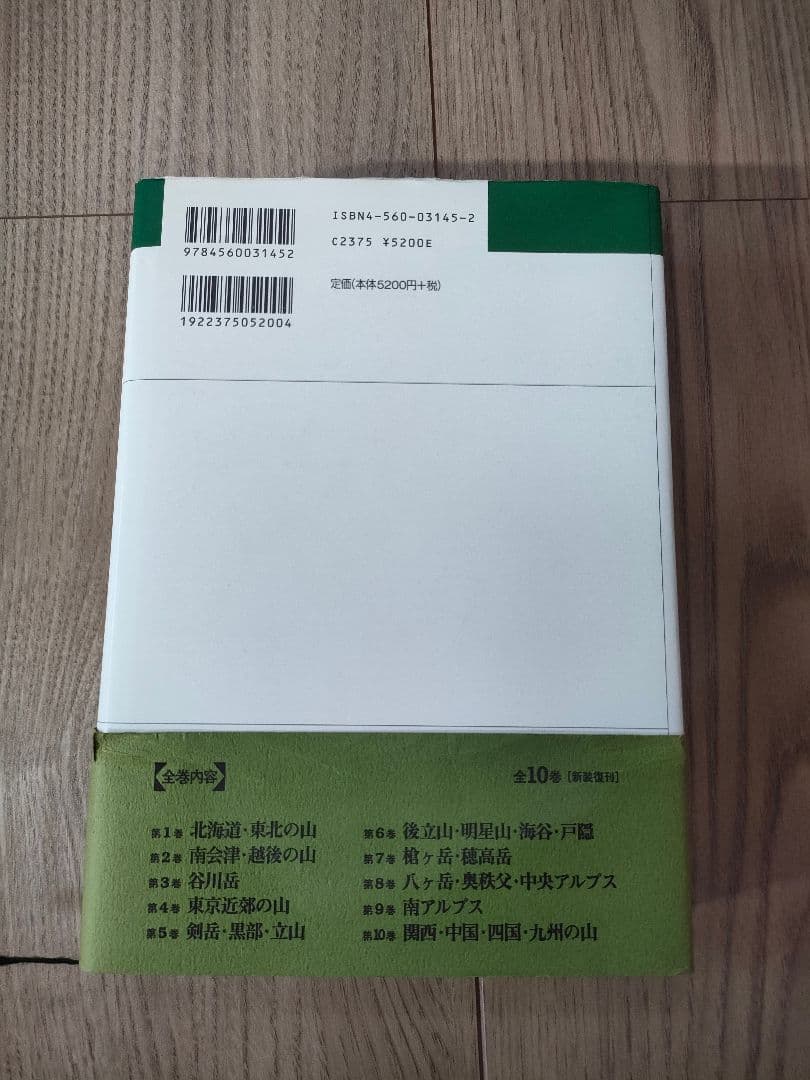 ISBN4-560-03145-2
C2375 ¥5200E
9784560031452
定価(本体5200円+税)
1922375052004
【全巻内容】
全10巻［新装復刊］
第1巻 北海道・東北の山
第2巻 南会津・越後の山
第3巻 谷川岳
第4巻 東京近郊の山
第5巻 剣岳・黒部・立山
第6巻 後立山・明星山・海谷・戸隠
第7巻 槍ヶ岳・穂高岳
第8巻 八ヶ岳・奥秩父・中央アルプス
第9巻 南アルプス
第10巻 関西・中国・四国・九州の山